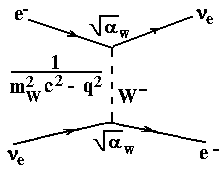 e⁻ √α_w ν_e
1
m_W² c² - q²
W⁻
ν_e √α_w e⁻